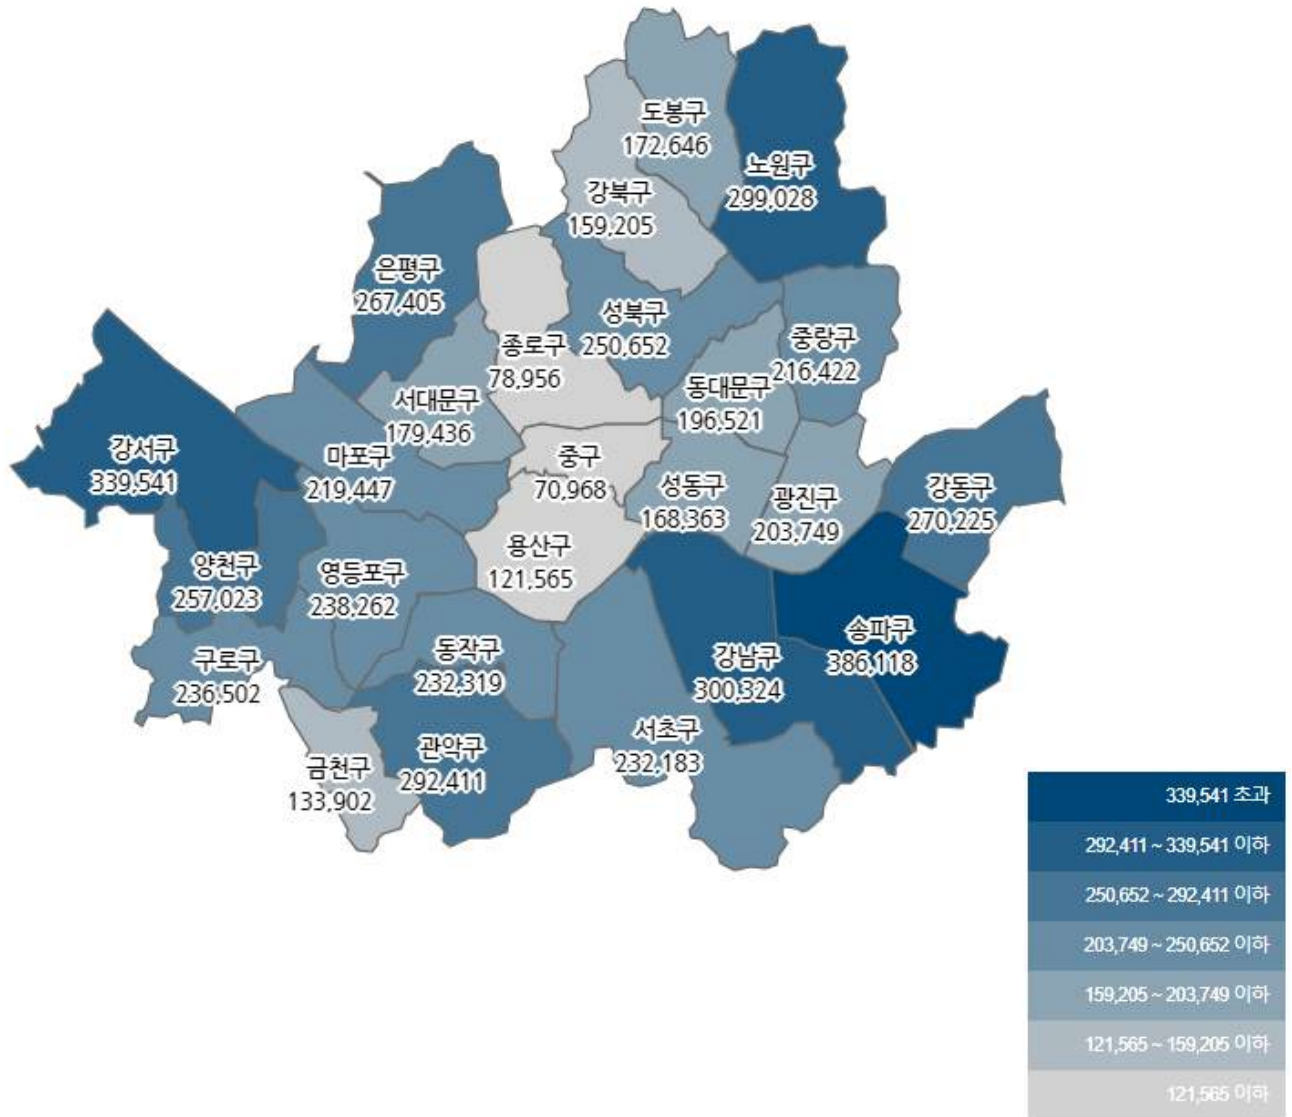 도봉구
172,646
노원구
299,028
강북구
159,205
은평구
267,405
성북구
250,652
종로구
78,956
중랑구
216,422
동대문구
196,521
서대문구
179,436
강서구
339,541
마포구
219,447
중구
70,968
성동구
168,363
광진구
203,749
강동구
270,225
양천구
257,023
영등포구
238,262
용산구
121,565
구로구
236,502
동작구
232,319
강남구
300,324
송파구
386,118
금천구
133,902
관악구
292,411
서초구
232,183
339,541 초과
292,411 ~ 339,541 이하
250,652 ~ 292,411 이하
203,749 ~ 250,652 이하
159,205 ~ 203,749 이하
121,565 ~ 159,205 이하
121,565 이하